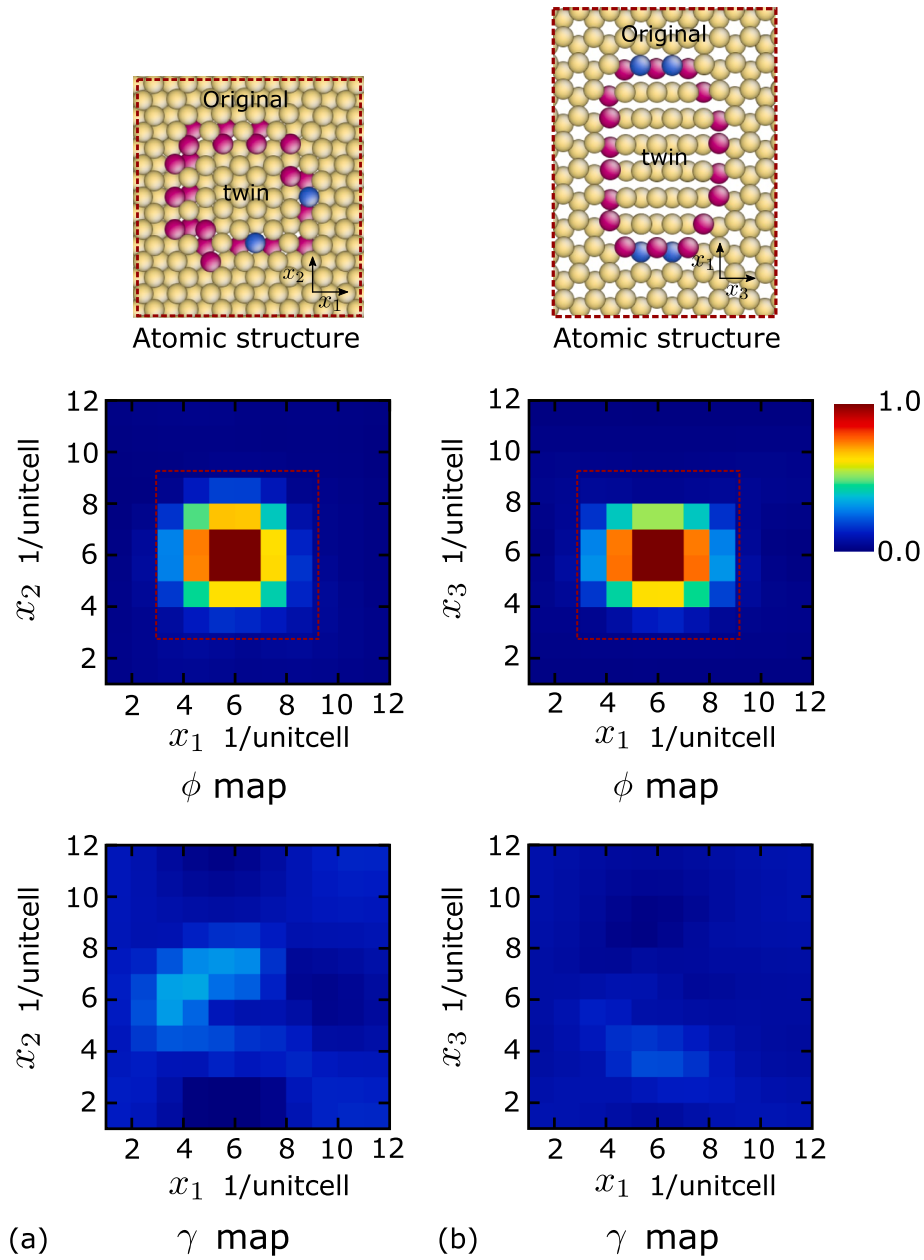 Original
twin
x₂
x₁
Atomic structure
Original
twin
x₁
x₃
Atomic structure
12
10
8
6
4
2
x₂ 1/unitcell
2 4 6 8 10 12
x₁ 1/unitcell
ϕ map
12
10
8
6
4
2
x₃ 1/unitcell
2 4 6 8 10 12
x₁ 1/unitcell
ϕ map
1.0
0.0
12
10
8
6
4
2
x₂ 1/unitcell
2 4 6 8 10 12
x₁ 1/unitcell
(a) γ map
12
10
8
6
4
2
x₃ 1/unitcell
2 4 6 8 10 12
x₁ 1/unitcell
(b) γ map